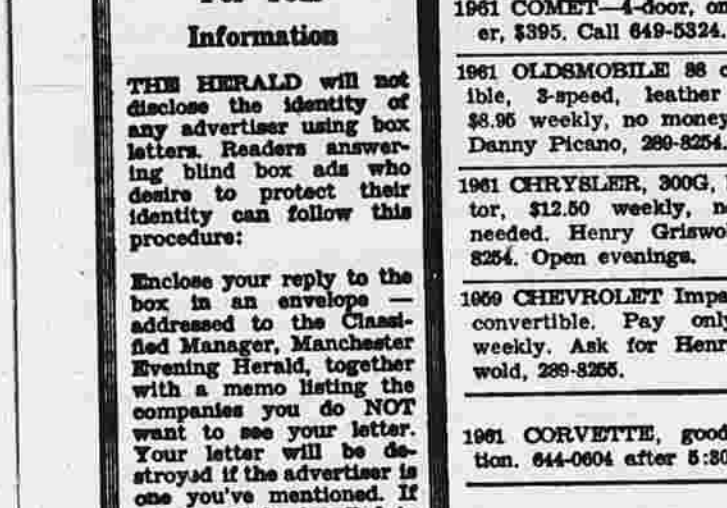 Information
THE HERALD will not
disclose the identity of
any advertiser using box
letters. Readers answer-
ing blind box ads who
desire to protect their
identity can follow this
procedure:
Enclose your reply to the
box in an envelope —
addressed to the Classi-
fied Manager, Manchester
Evening Herald, together
with a memo listing the
companies you do NOT
want to see your letter.
Your letter will be de-
stroyed if the advertiser is
one you've mentioned. If
1961 COMET—4-door, on
er, $395. Call 649-5324.
1961 OLDSMOBILE 88 c
ible, 3-speed, leather
$8.95 weekly, no money
Danny Picano, 289-8254.
1961 CHRYSLER, 300G,
tor, $12.50 weekly, n
needed. Henry Griswol
8254. Open evenings.
1959 CHEVROLET Imp
convertible. Pay only
weekly. Ask for Henr
wold, 289-8255.
1961 CORVETTE, good
tion. 644-0604 after 5:30